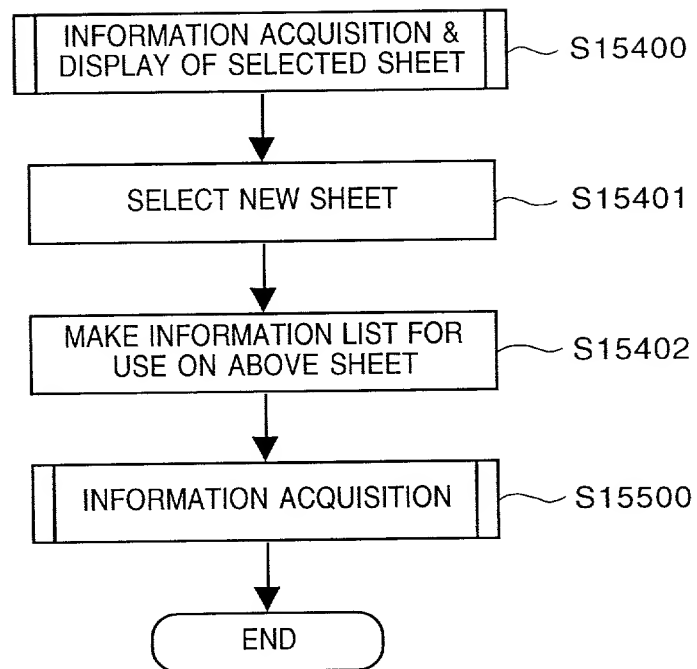 INFORMATION ACQUISITION &
DISPLAY OF SELECTED SHEET
S15400
SELECT NEW SHEET
S15401
MAKE INFORMATION LIST FOR
USE ON ABOVE SHEET
S15402
INFORMATION ACQUISITION
S15500
END